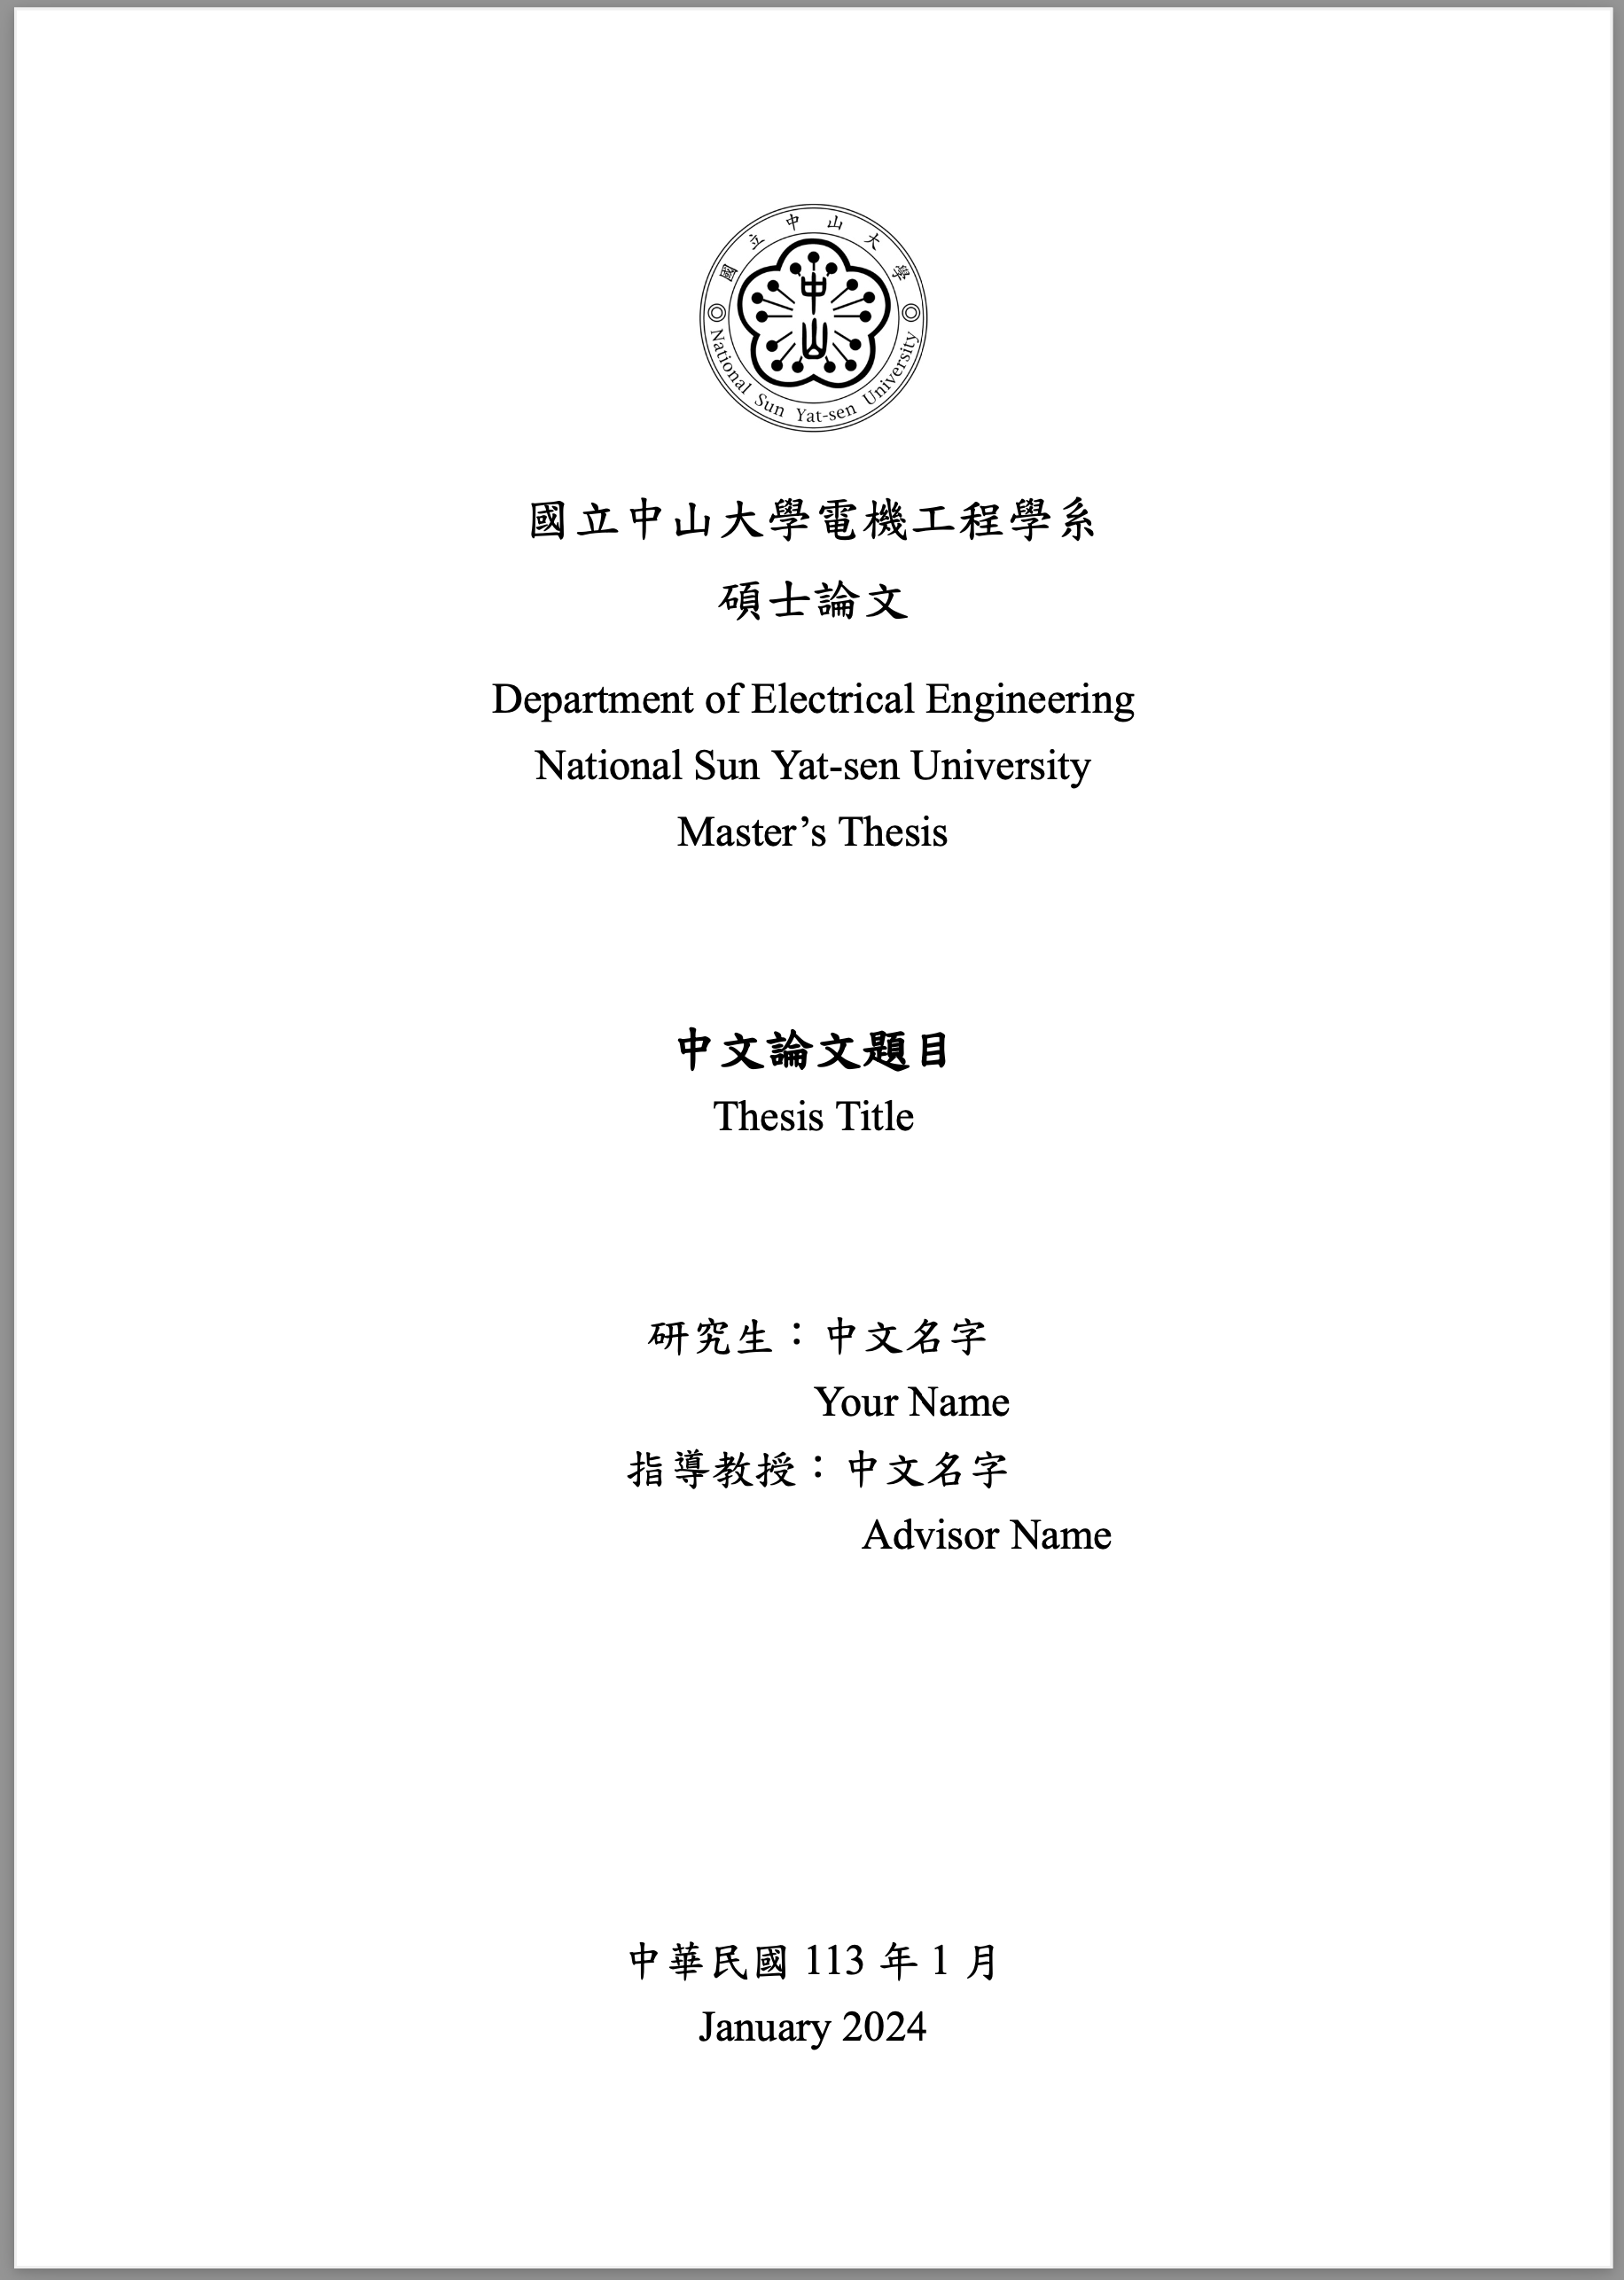 國立中山大學
National Sun Yat-sen University
中山
國立中山大學電機工程學系
碩士論文
Department of Electrical Engineering
National Sun Yat-sen University
Master’s Thesis
中文論文題目
Thesis Title
研究生：中文名字
Your Name
指導教授：中文名字
Advisor Name
中華民國 113 年 1 月
January 2024